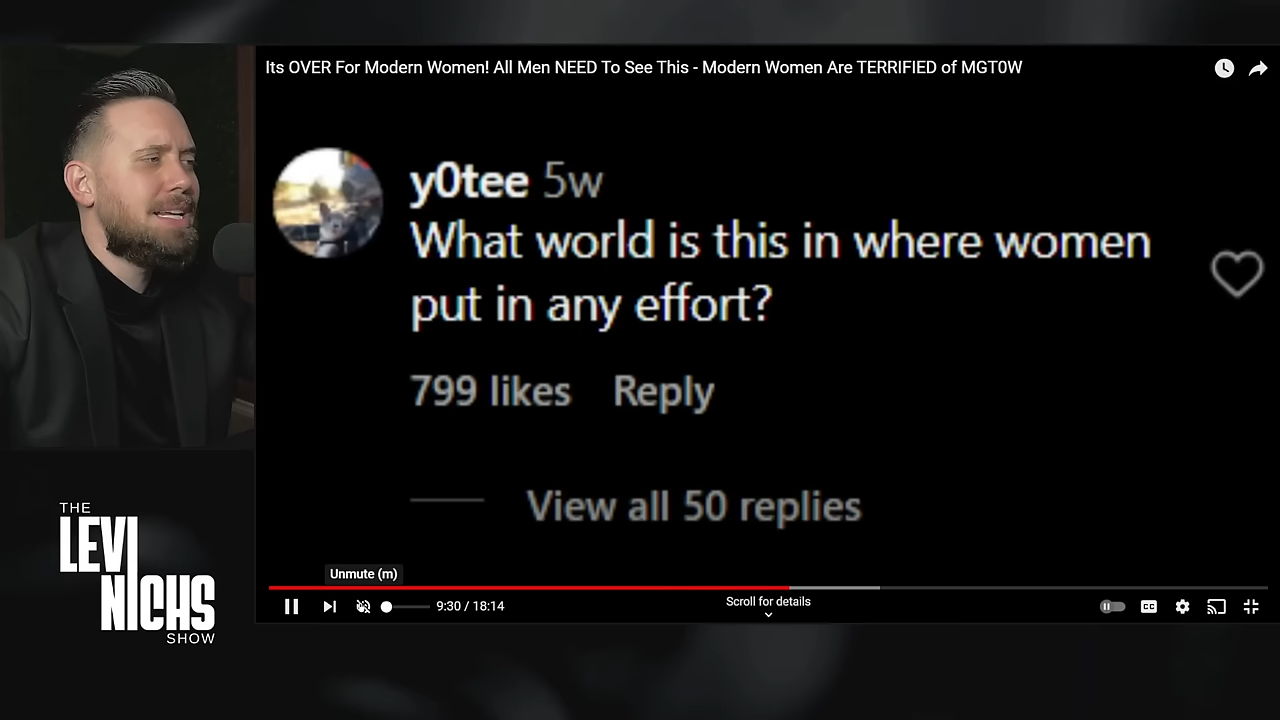 Its OVER For Modern Women! All Men NEED To See This - Modern Women Are TERRIFIED of MGT0W
y0tee 5w
What world is this in where women
put in any effort?
799 likes Reply
View all 50 replies
Unmute (m)
9:30 / 18:14
Scroll for details
CC
THE
LEVI
NICHS
SHOW